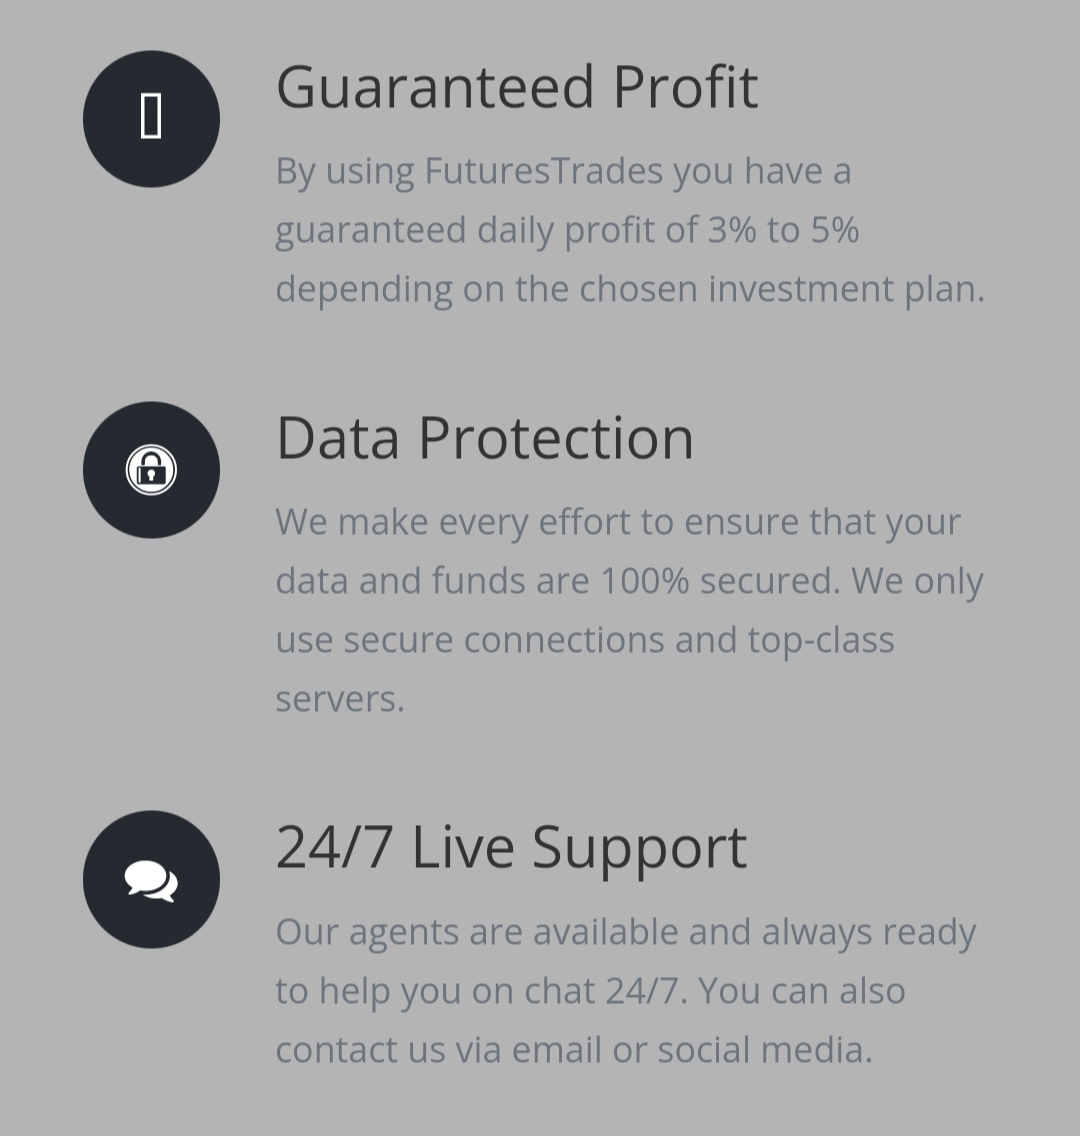 Guaranteed Profit
By using FuturesTrades you have a
guaranteed daily profit of 3% to 5%
depending on the chosen investment plan.
Data Protection
We make every effort to ensure that your
data and funds are 100% secured. We only
use secure connections and top-class
servers.
24/7 Live Support
Our agents are available and always ready
to help you on chat 24/7. You can also
contact us via email or social media.